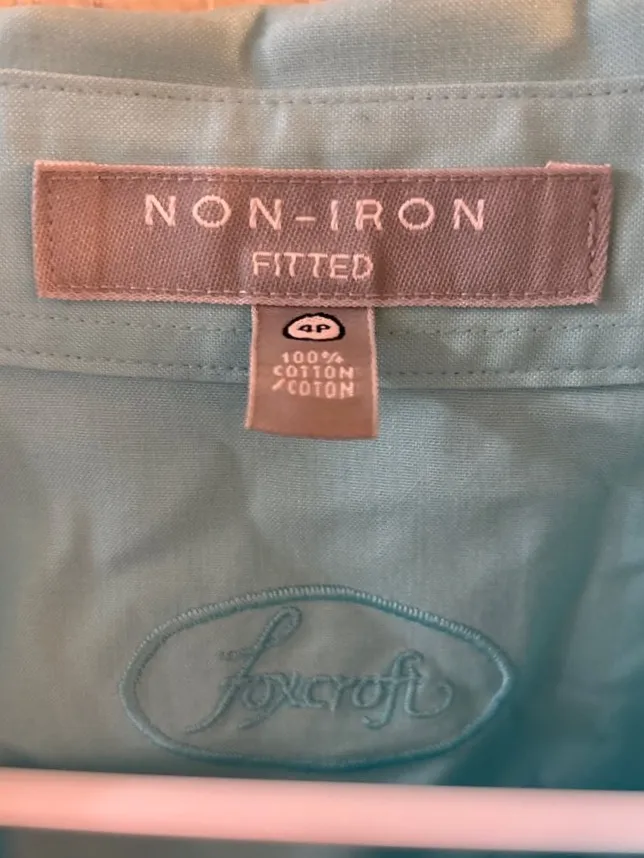 NON-IRON
FITTED
4P
100%
COTTON
/COTON
foxcroft